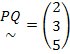 PQ = (2
3
5)
~